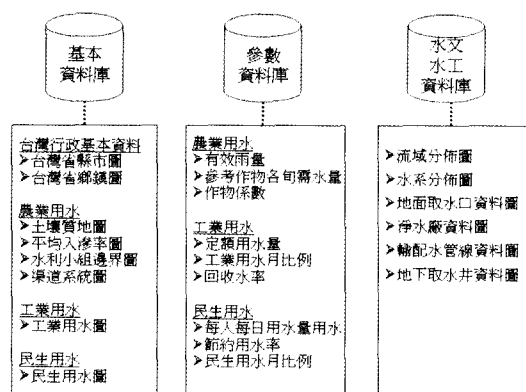 基本
資料庫
台灣行政基本資料
➤台灣省縣市圖
➤台灣省鄉鎮圖
農業用水
➤土壤質地圖
➤平均入滲率圖
➤水利小組邊界圖
➤渠道系統圖
工業用水
➤工業用水圖
民生用水
➤民生用水圖
參數
資料庫
農業用水
➤有效雨量
➤參考作物各旬需水量
➤作物係數
工業用水
➤定額用水量
➤工業用水月比例
➤回收水率
民生用水
➤每人每日用水量用水
➤節約用水率
➤民生用水月比例
水文
水工
資料庫
➤流域分佈圖
➤水系分佈圖
➤地面取水口資料圖
➤淨水廠資料圖
➤輸配水管線資料圖
➤地下取水井資料圖